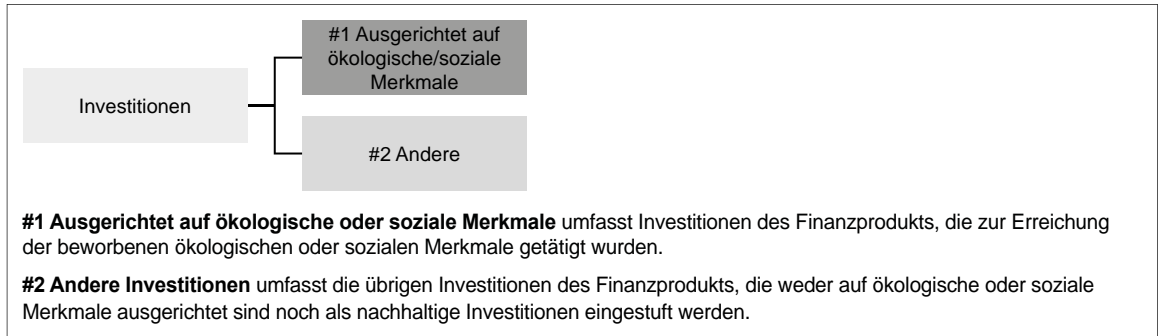 #1 Ausgerichtet auf
ökologische/soziale
Merkmale
Investitionen
#2 Andere
#1 Ausgerichtet auf ökologische oder soziale Merkmale umfasst Investitionen des Finanzprodukts, die zur Erreichung
der beworbenen ökologischen oder sozialen Merkmale getätigt wurden.
#2 Andere Investitionen umfasst die übrigen Investitionen des Finanzprodukts, die weder auf ökologische oder soziale
Merkmale ausgerichtet sind noch als nachhaltige Investitionen eingestuft werden.